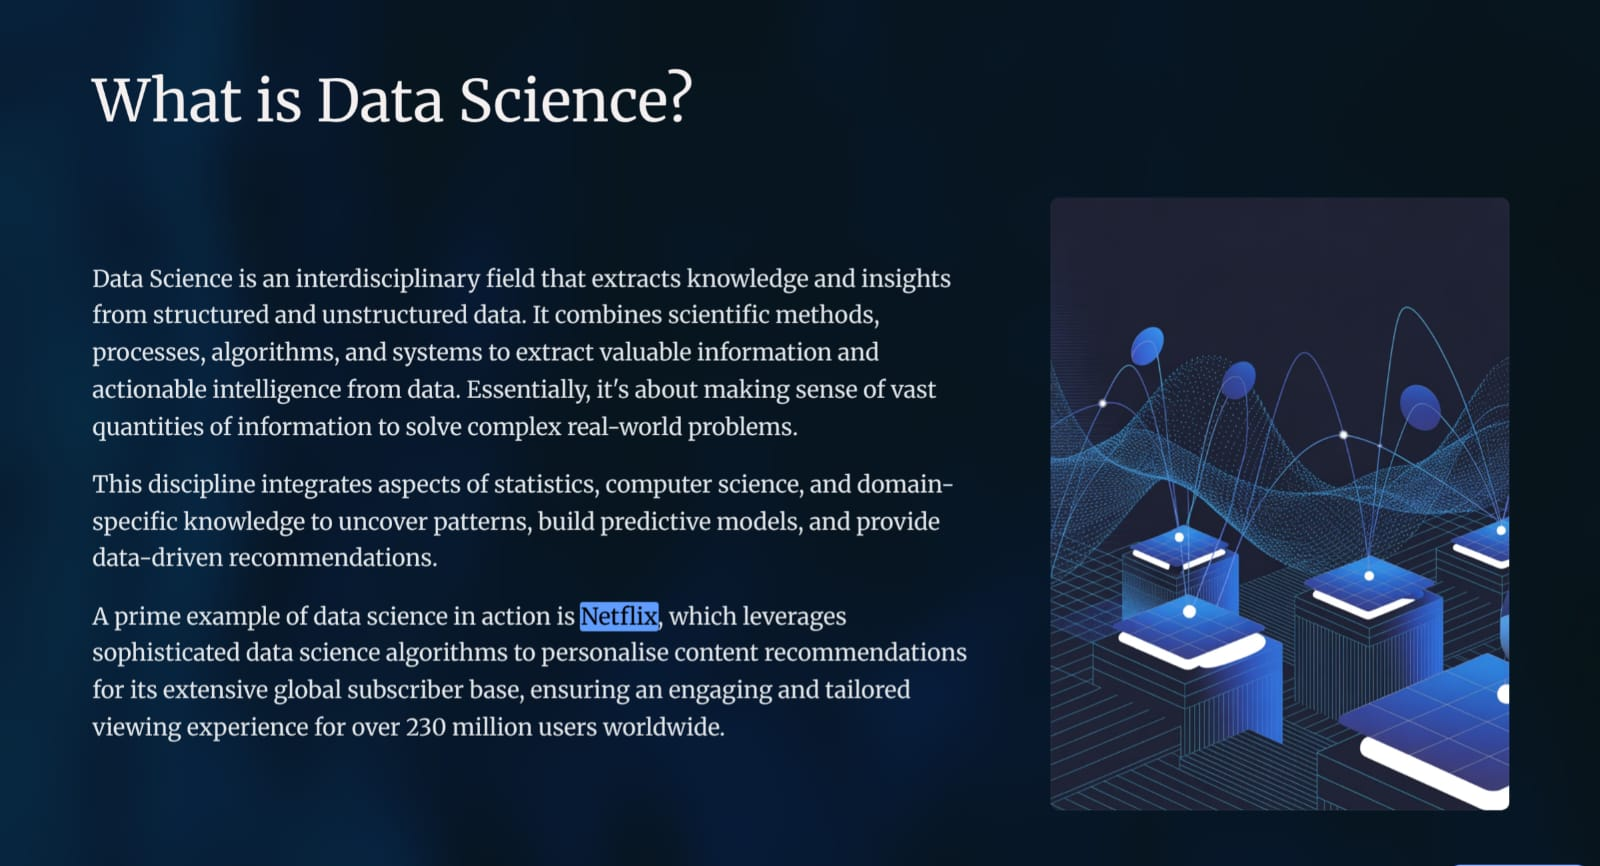 What is Data Science?
Data Science is an interdisciplinary field that extracts knowledge and insights
from structured and unstructured data. It combines scientific methods,
processes, algorithms, and systems to extract valuable information and
actionable intelligence from data. Essentially, it's about making sense of vast
quantities of information to solve complex real-world problems.
This discipline integrates aspects of statistics, computer science, and domain-
specific knowledge to uncover patterns, build predictive models, and provide
data-driven recommendations.
A prime example of data science in action is Netflix, which leverages
sophisticated data science algorithms to personalise content recommendations
for its extensive global subscriber base, ensuring an engaging and tailored
viewing experience for over 230 million users worldwide.